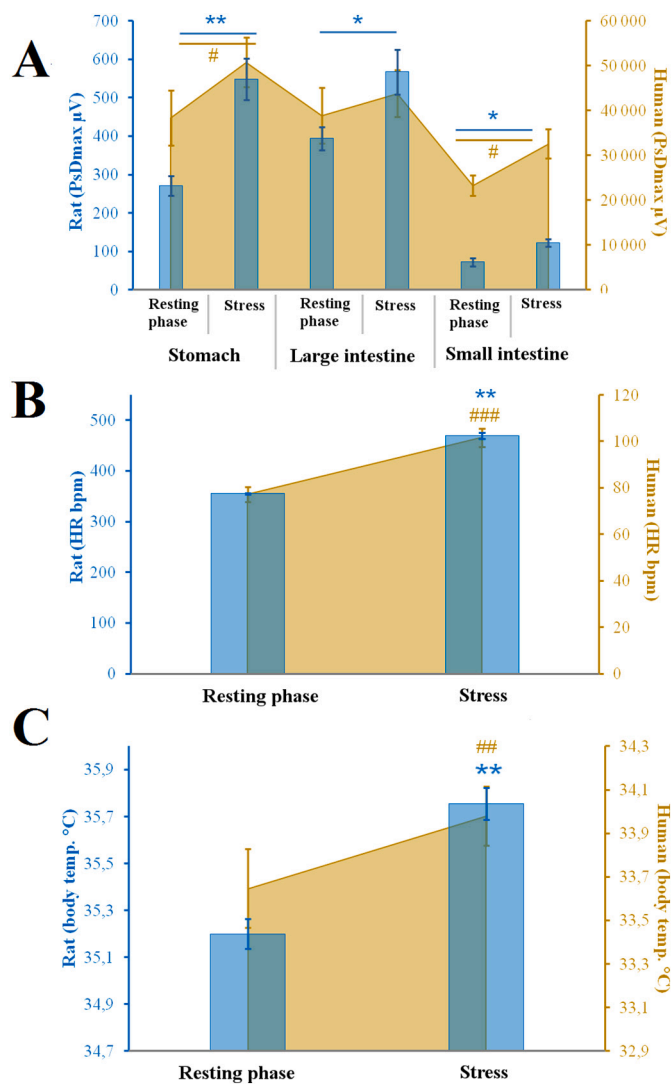 A
Rat (PsDmax µV)
700
600
500
400
300
200
100
0
** # * * #
60 000
50 000
40 000
30 000
20 000
10 000
0
Human (PsDmax µV)
Resting phase
Stress
Resting phase
Stress
Resting phase
Stress
Stomach
Large intestine
Small intestine
B
Rat (HR bpm)
500
400
300
200
100
0
**
###
120
100
80
60
40
20
0
Human (HR bpm)
Resting phase
Stress
C
Rat (body temp. °C)
35,9
35,7
35,5
35,3
35,1
34,9
34,7
##
**
34,3
34,1
33,9
33,7
33,5
33,3
33,1
32,9
Human (body temp. °C)
Resting phase
Stress